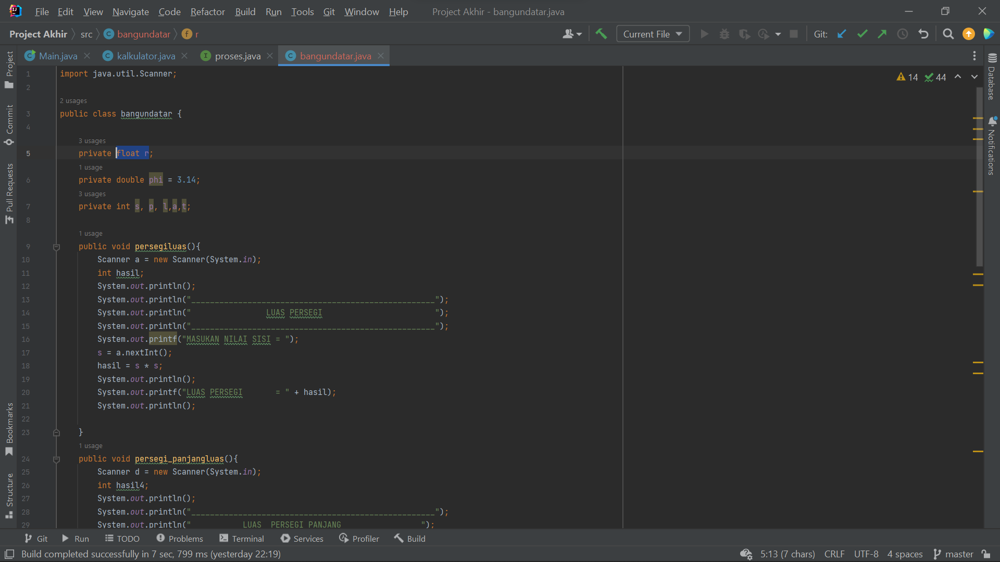 File Edit View Navigate Code Refactor Build Run Tools Git Window Help Project Akhir - bangundatar.java
Project Akhir src bangundatar r Current File Git:
Main.java kalkulator.java proses.java bangundatar.java
14 44
1 import java.util.Scanner;
2
2 usages
3 public class bangundatar {
4
3 usages
5 private float r;
1 usage
6 private double phi = 3.14;
3 usages
7 private int s, p, l,a,t;
8
1 usage
9 public void persegiluas(){
10 Scanner a = new Scanner(System.in);
11 int hasil;
12 System.out.println();
13 System.out.println("____________________________________________________");
14 System.out.println("                LUAS PERSEGI                        ");
15 System.out.println("____________________________________________________");
16 System.out.printf("MASUKAN NILAI SISI = ");
17 s = a.nextInt();
18 hasil = s * s;
19 System.out.println();
20 System.out.printf("LUAS PERSEGI       = " + hasil);
21 System.out.println();
22
23 }
1 usage
24 public void persegi_panjangluas(){
25 Scanner d = new Scanner(System.in);
26 int hasil4;
27 System.out.println();
28 System.out.println("____________________________________________________");
29 System.out.println("           LUAS  PERSEGI PANJANG                 ");
Project
Commit
Pull Requests
Bookmarks
Structure
Database
Notifications
Git Run TODO Problems Terminal Services Profiler Build
Build completed successfully in 7 sec, 799 ms (yesterday 22:19) 5:13 (7 chars) CRLF UTF-8 4 spaces master